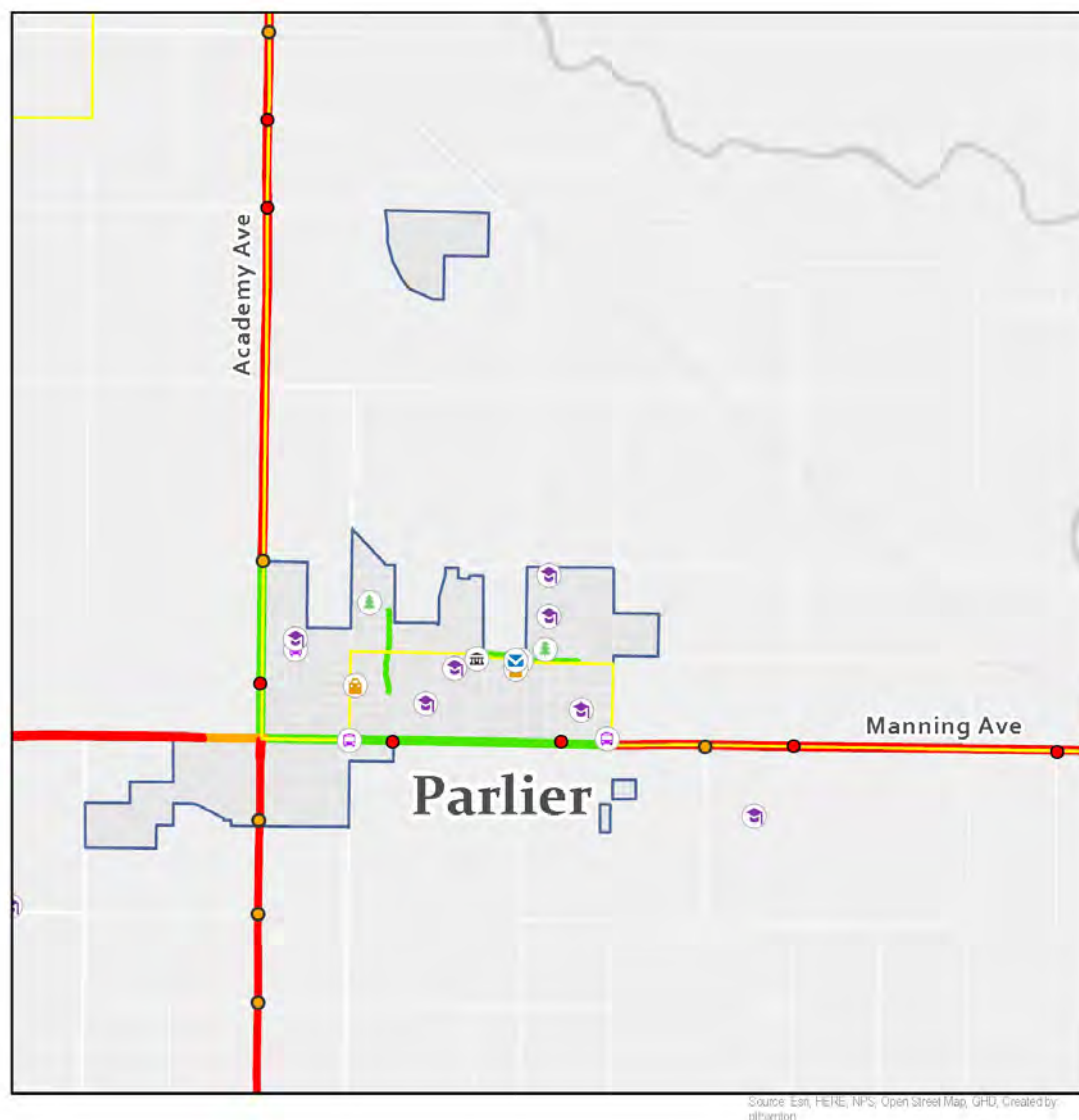 Academy Ave
Manning Ave
Parlier
Source: Esri, HERE, NPS, Open Street Map, GHD, Created by: